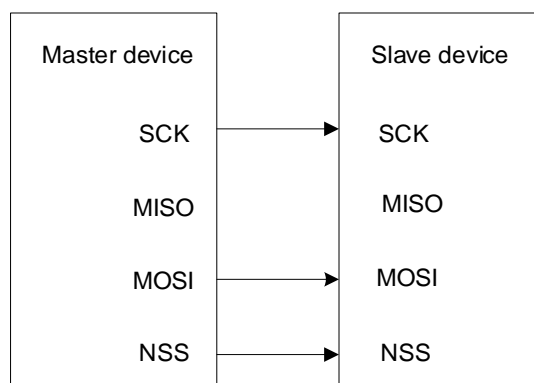 Master device
Slave device
SCK
SCK
MISO
MISO
MOSI
MOSI
NSS
NSS